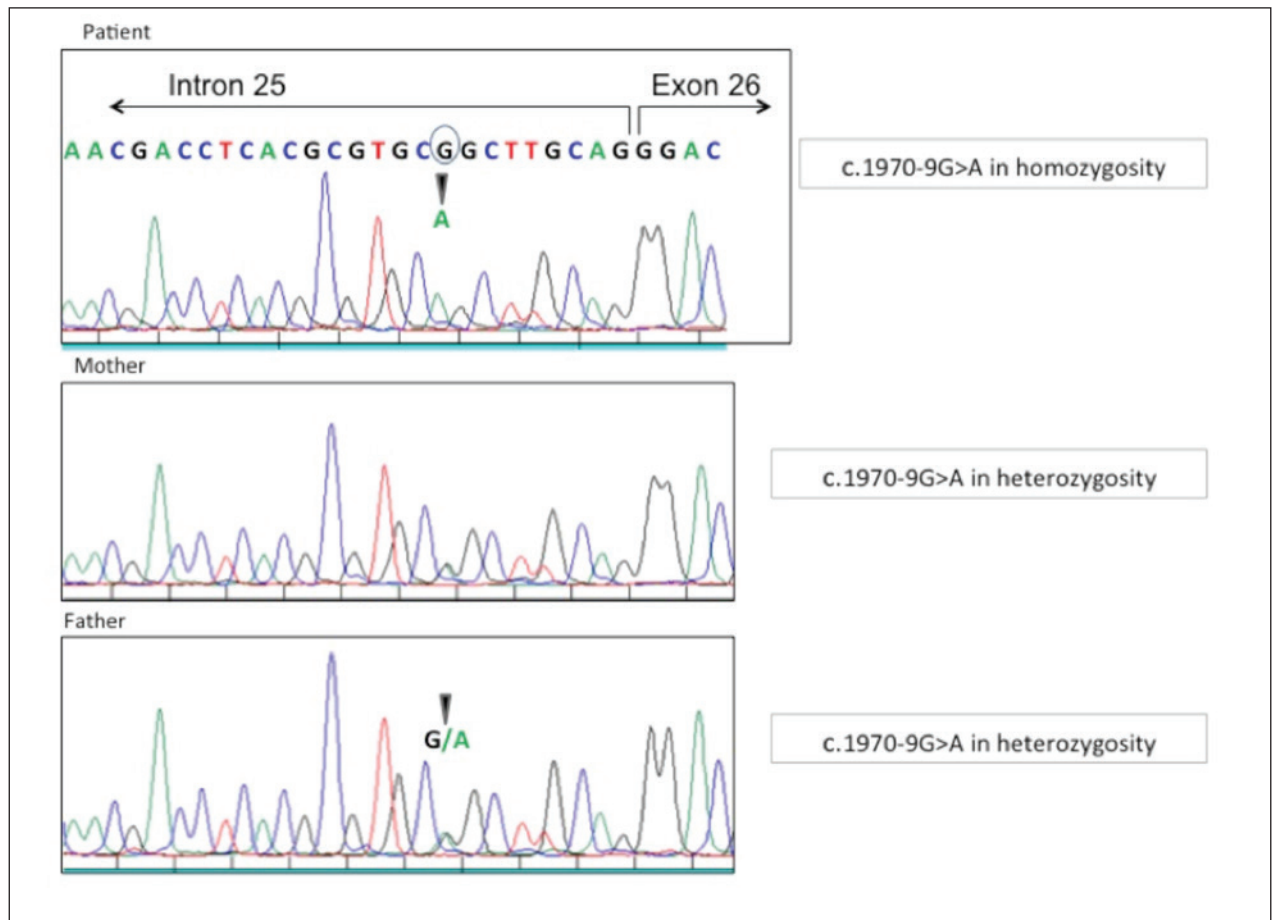 Patient
Intron 25 Exon 26
AACGACCTCACGCGTGCGGCTTGCAGGGAC
A
c.1970-9G>A in homozygosity
Mother
c.1970-9G>A in heterozygosity
Father
G/A
c.1970-9G>A in heterozygosity